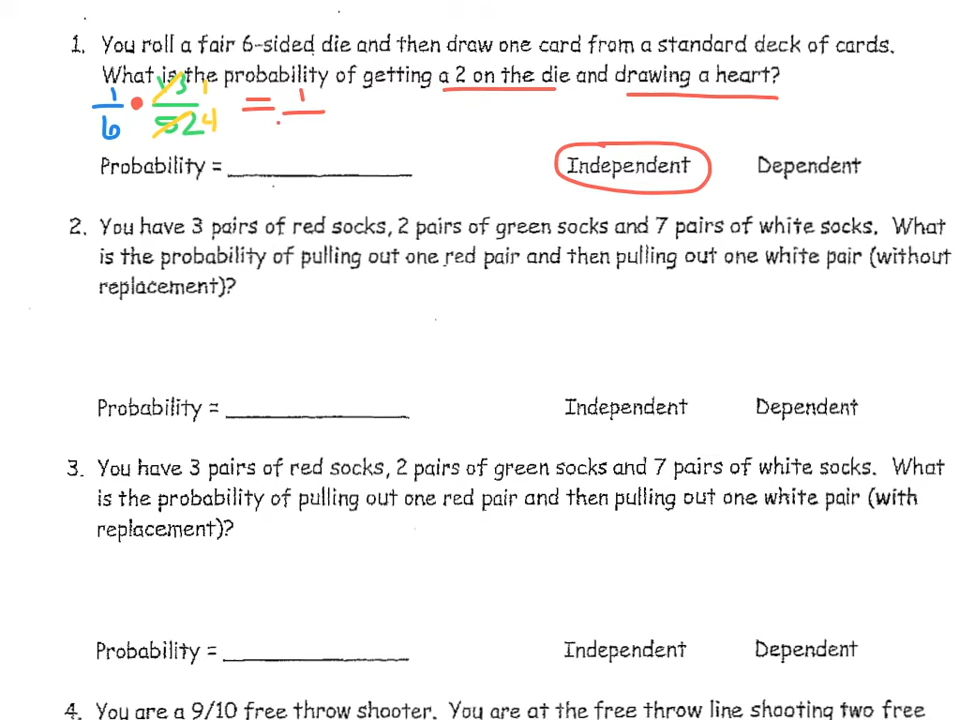 1. You roll a fair 6-sided die and then draw one card from a standard deck of cards.
What is the probability of getting a 2 on the die and drawing a heart?
1/6 • 13/52 1/4 = 1/
Probability = ______________ Independent Dependent
2. You have 3 pairs of red socks, 2 pairs of green socks and 7 pairs of white socks. What
is the probability of pulling out one red pair and then pulling out one white pair (without
replacement)?
Probability = ______________ Independent Dependent
3. You have 3 pairs of red socks, 2 pairs of green socks and 7 pairs of white socks. What
is the probability of pulling out one red pair and then pulling out one white pair (with
replacement)?
Probability = ______________ Independent Dependent
4. You are a 9/10 free throw shooter. You are at the free throw line shooting two free